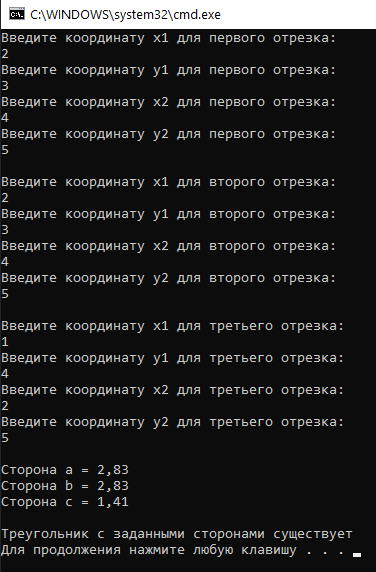 C:\WINDOWS\system32\cmd.exe
Введите координату x1 для первого отрезка:
2
Введите координату y1 для первого отрезка:
3
Введите координату x2 для первого отрезка:
4
Введите координату y2 для первого отрезка:
5
Введите координату x1 для второго отрезка:
2
Введите координату y1 для второго отрезка:
3
Введите координату x2 для второго отрезка:
4
Введите координату y2 для второго отрезка:
5
Введите координату x1 для третьего отрезка:
1
Введите координату y1 для третьего отрезка:
4
Введите координату x2 для третьего отрезка:
2
Введите координату y2 для третьего отрезка:
5
Сторона a = 2,83
Сторона b = 2,83
Сторона c = 1,41
Треугольник с заданными сторонами существует
Для продолжения нажмите любую клавишу . . .